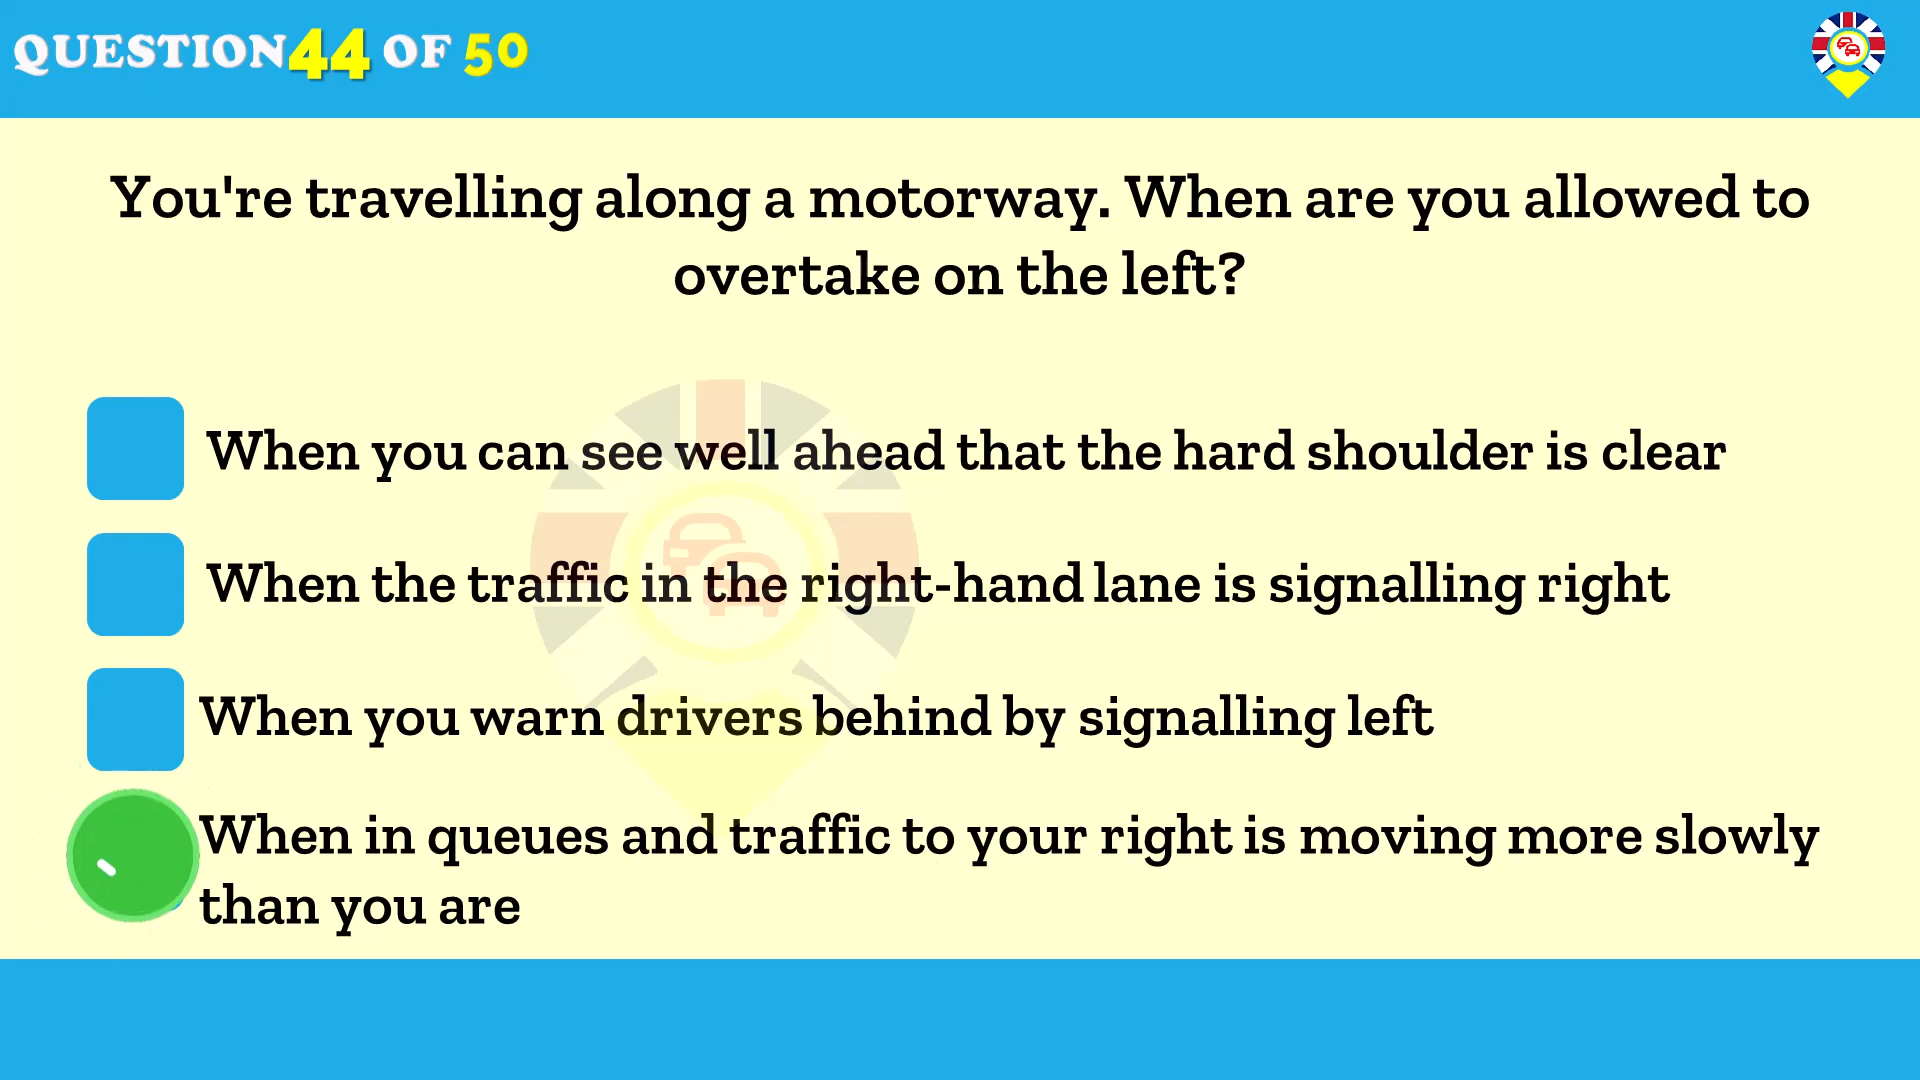 QUESTION 44 OF 50
You're travelling along a motorway. When are you allowed to
overtake on the left?
When you can see well ahead that the hard shoulder is clear
When the traffic in the right-hand lane is signalling right
When you warn drivers behind by signalling left
When in queues and traffic to your right is moving more slowly
than you are